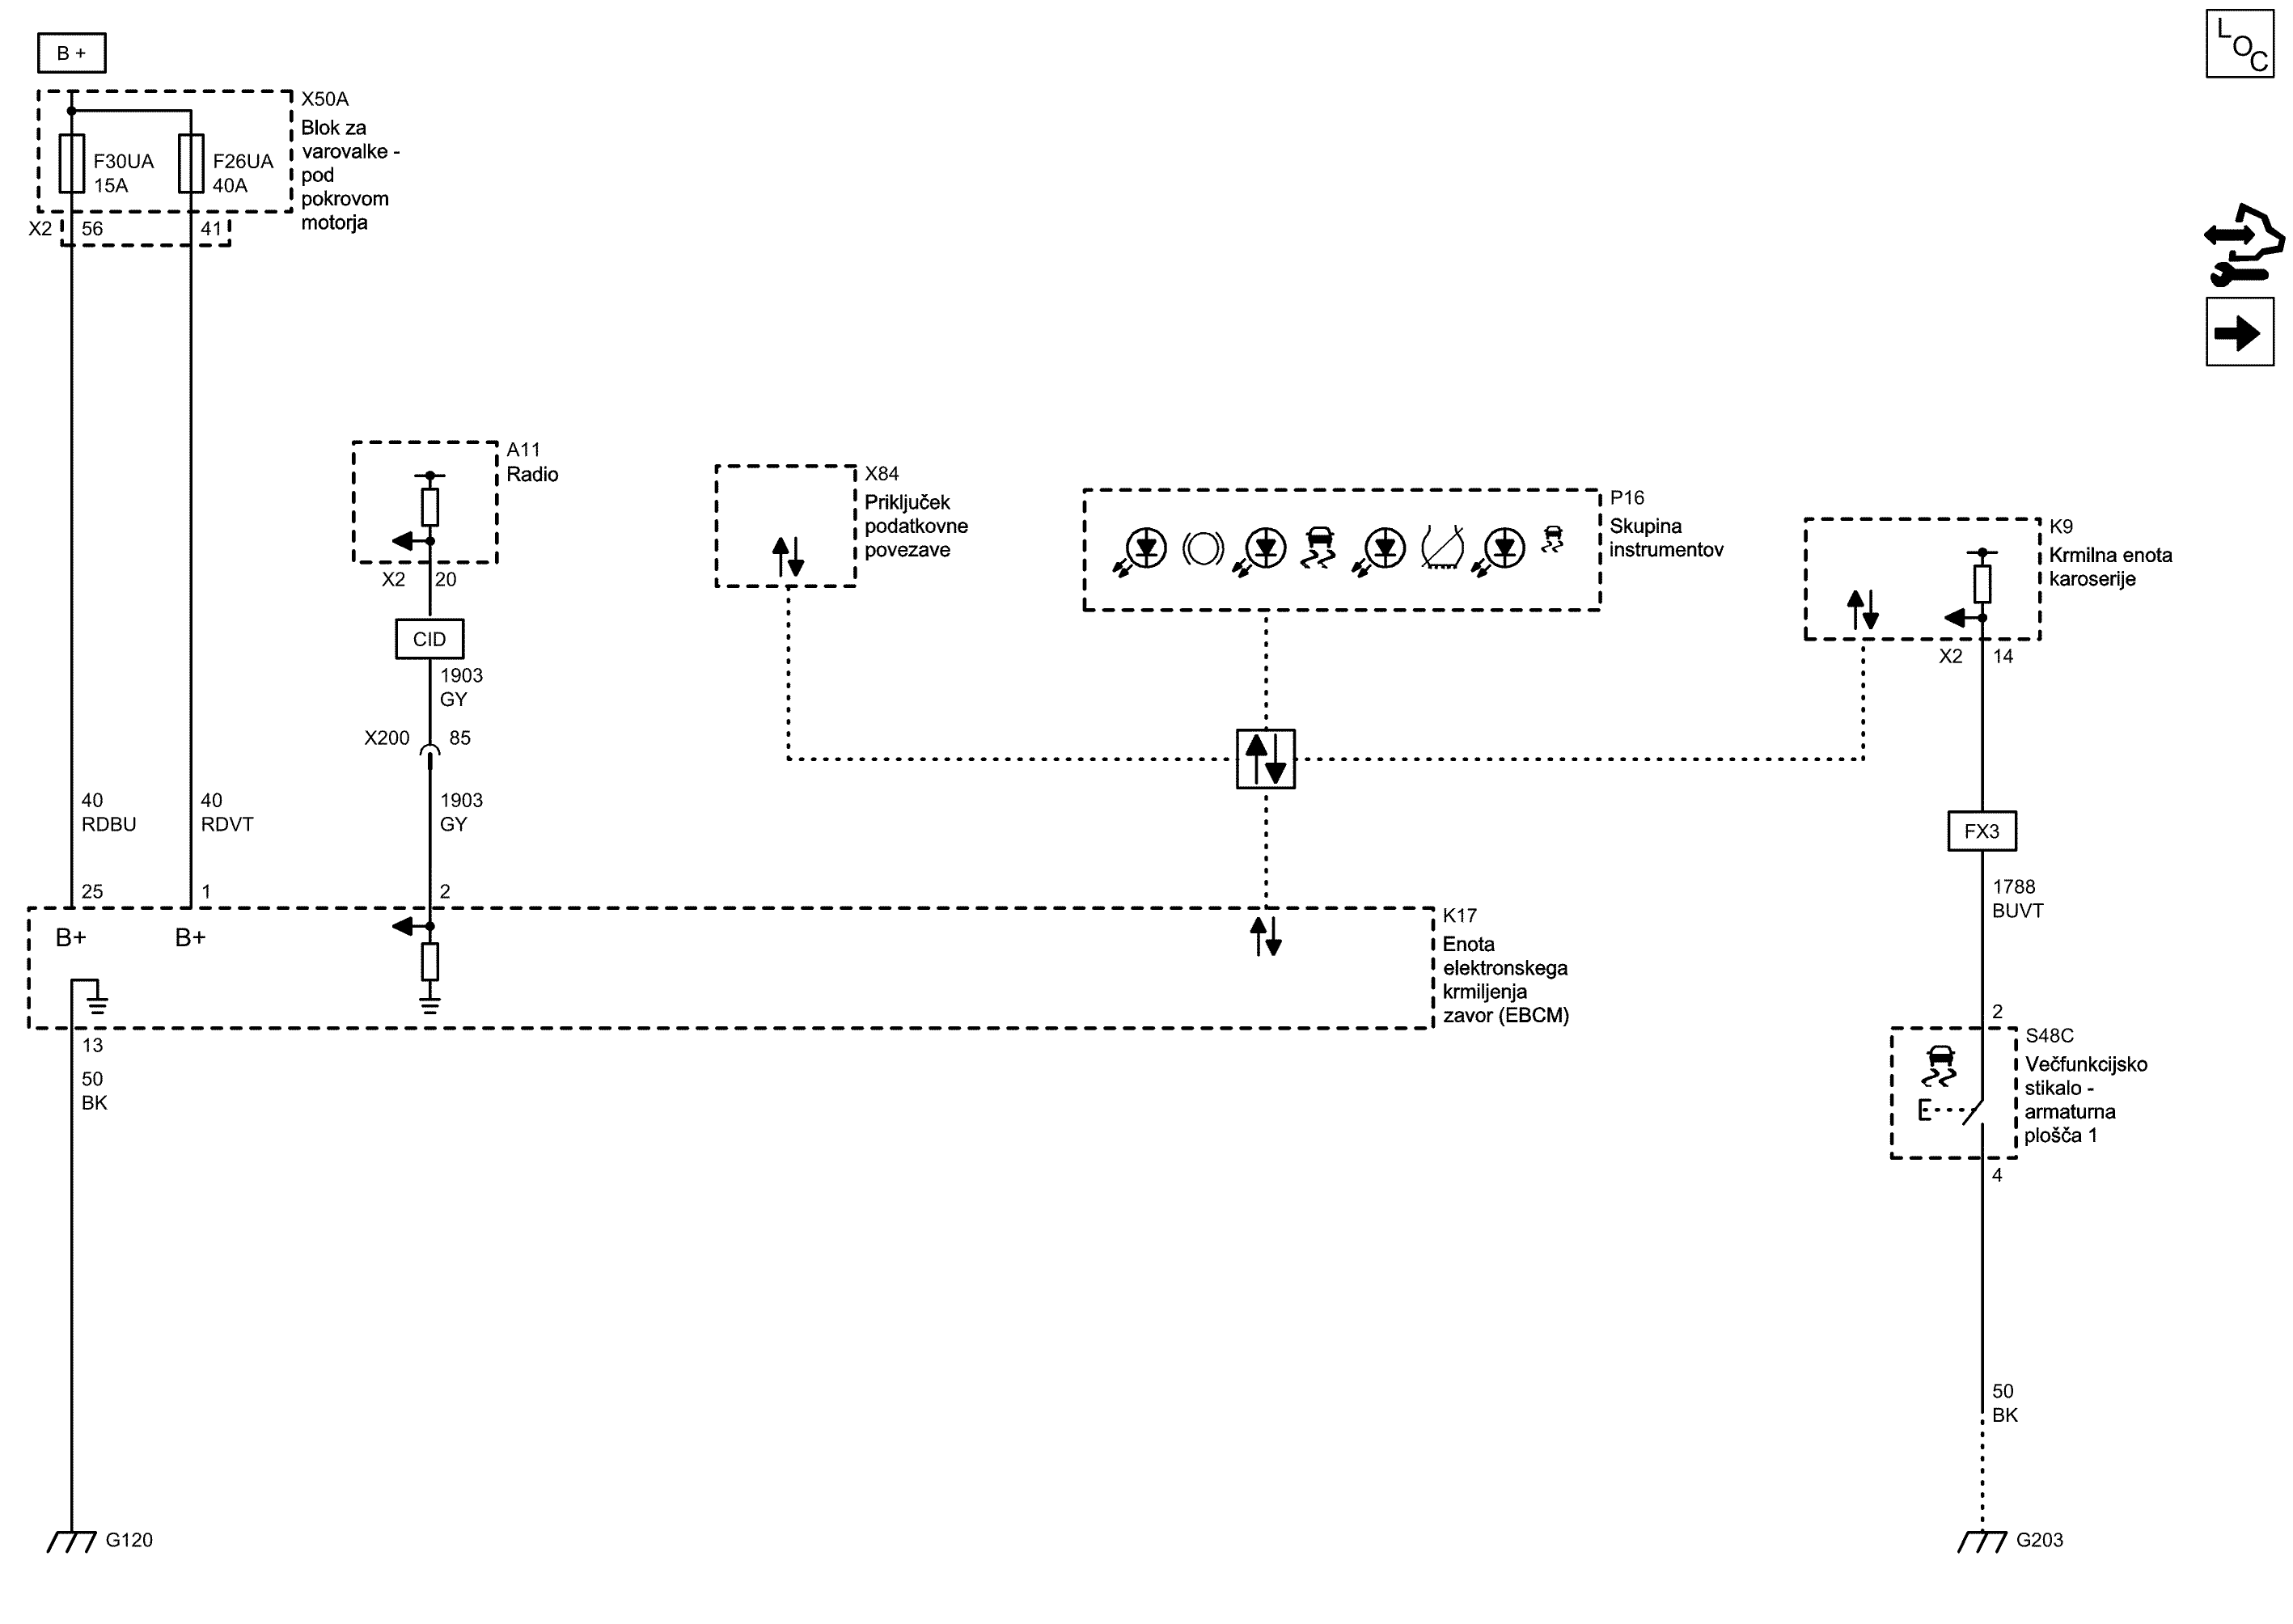 B +
LOC
X50A
Blok za
varovalke -
pod
pokrovom
motorja
F30UA
15A
F26UA
40A
X2
56
41
A11
Radio
X2
20
CID
1903
GY
X200
85
1903
GY
X84
Priključek
podatkovne
povezave
P16
Skupina
instrumentov
K9
Krmilna enota
karoserije
X2
14
FX3
1788
BUVT
40
RDBU
40
RDVT
25
1
2
B+
B+
K17
Enota
elektronskega
krmiljenja
zavor (EBCM)
13
50
BK
2
S48C
Večfunkcijsko
stikalo -
armaturna
plošča 1
4
50
BK
G120
G203